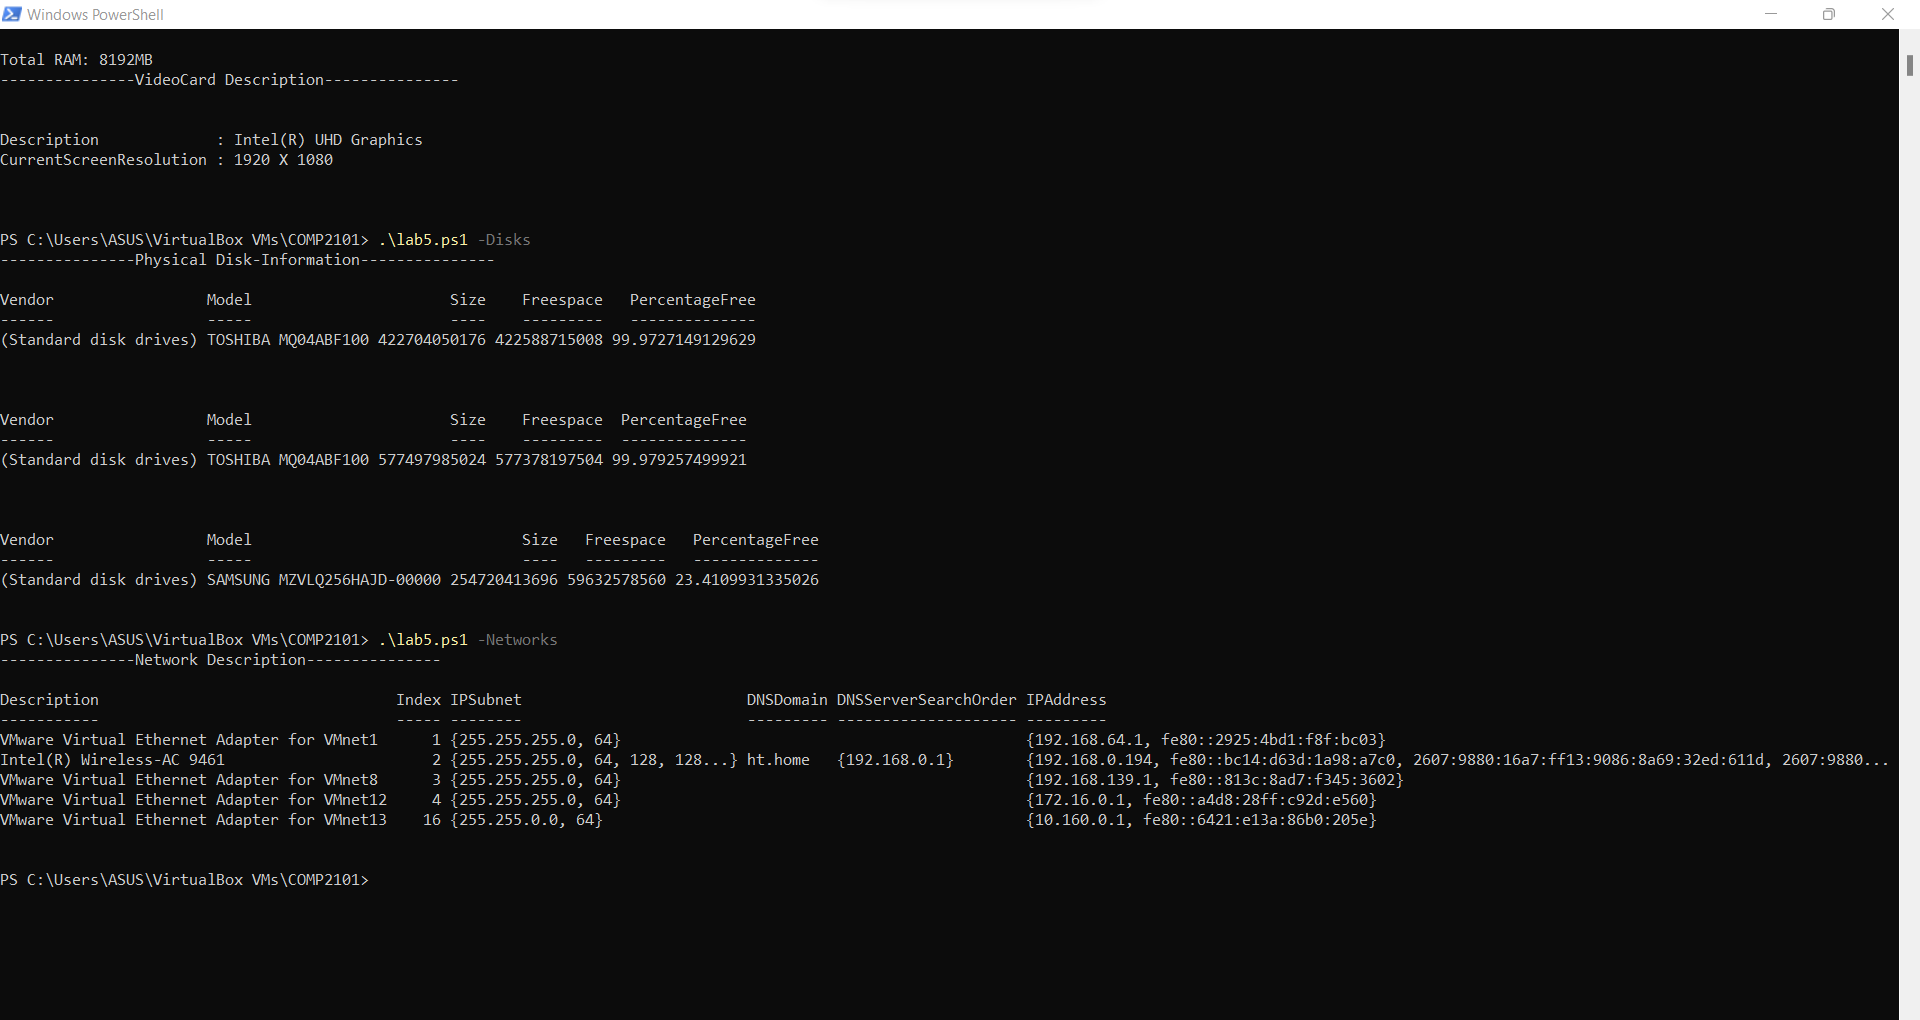 Windows PowerShell
Total RAM: 8192MB
---------------VideoCard Description---------------
Description             : Intel(R) UHD Graphics
CurrentScreenResolution : 1920 X 1080
PS C:\Users\ASUS\VirtualBox VMs\COMP2101> .\lab5.ps1 -Disks
---------------Physical Disk-Information---------------
Vendor                 Model                      Size    Freespace   PercentageFree
------                 -----                      ----    ---------   --------------
(Standard disk drives) TOSHIBA MQ04ABF100 422704050176 422588715008 99.9727149129629
Vendor                 Model                      Size    Freespace  PercentageFree
------                 -----                      ----    ---------  --------------
(Standard disk drives) TOSHIBA MQ04ABF100 577497985024 577378197504 99.979257499921
Vendor                 Model                              Size   Freespace   PercentageFree
------                 -----                              ----   ---------   --------------
(Standard disk drives) SAMSUNG MZVLQ256HAJD-00000 254720413696 59632578560 23.4109931335026
PS C:\Users\ASUS\VirtualBox VMs\COMP2101> .\lab5.ps1 -Networks
---------------Network Description---------------
Description                                 Index IPSubnet                         DNSDomain DNSServerSearchOrder IPAddress
-----------                                 ----- --------                         --------- -------------------- ---------
VMware Virtual Ethernet Adapter for VMnet1      1 {255.255.255.0, 64}                                             {192.168.64.1, fe80::2925:4bd1:f8f:bc03}
Intel(R) Wireless-AC 9461                       2 {255.255.255.0, 64, 128, 128...} ht.home   {192.168.0.1}        {192.168.0.194, fe80::bc14:d63d:1a98:a7c0, 2607:9880:16a7:ff13:9086:8a69:32ed:611d, 2607:9880...
VMware Virtual Ethernet Adapter for VMnet8      3 {255.255.255.0, 64}                                             {192.168.139.1, fe80::813c:8ad7:f345:3602}
VMware Virtual Ethernet Adapter for VMnet12     4 {255.255.255.0, 64}                                             {172.16.0.1, fe80::a4d8:28ff:c92d:e560}
VMware Virtual Ethernet Adapter for VMnet13    16 {255.255.0.0, 64}                                               {10.160.0.1, fe80::6421:e13a:86b0:205e}
PS C:\Users\ASUS\VirtualBox VMs\COMP2101>